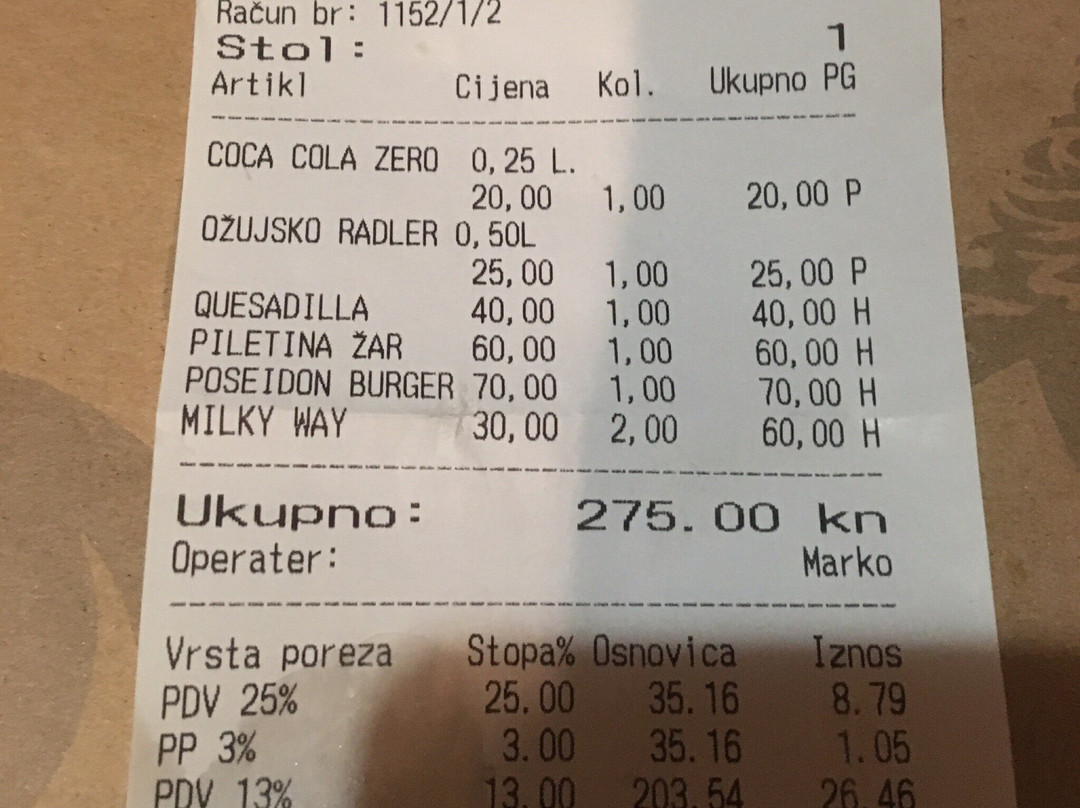 Račun br: 1152/1/2
Stol: 1
Artikl Cijena Kol. Ukupno PG
COCA COLA ZERO 0,25 L.
20,00 1,00 20,00 P
OŽUJSKO RADLER 0,50L
25,00 1,00 25,00 P
QUESADILLA 40,00 1,00 40,00 H
PILETINA ŽAR 60,00 1,00 60,00 H
POSEIDON BURGER 70,00 1,00 70,00 H
MILKY WAY 30,00 2,00 60,00 H
Ukupno: 275.00 kn
Operater: Marko
Vrsta poreza Stopa% Osnovica Iznos
PDV 25% 25.00 35.16 8.79
PP 3% 3.00 35.16 1.05
PDV 13% 13.00 203.54 26.46